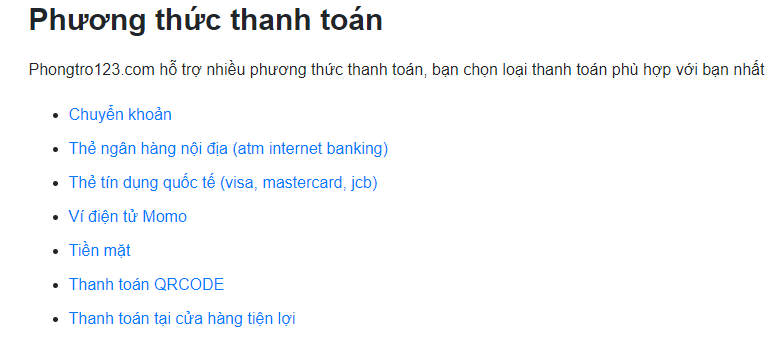 Phương thức thanh toán
Phongtro123.com hỗ trợ nhiều phương thức thanh toán, bạn chọn loại thanh toán phù hợp với bạn nhất
Chuyển khoản
Thẻ ngân hàng nội địa (atm internet banking)
Thẻ tín dụng quốc tế (visa, mastercard, jcb)
Ví điện tử Momo
Tiền mặt
Thanh toán QRCODE
Thanh toán tại cửa hàng tiện lợi